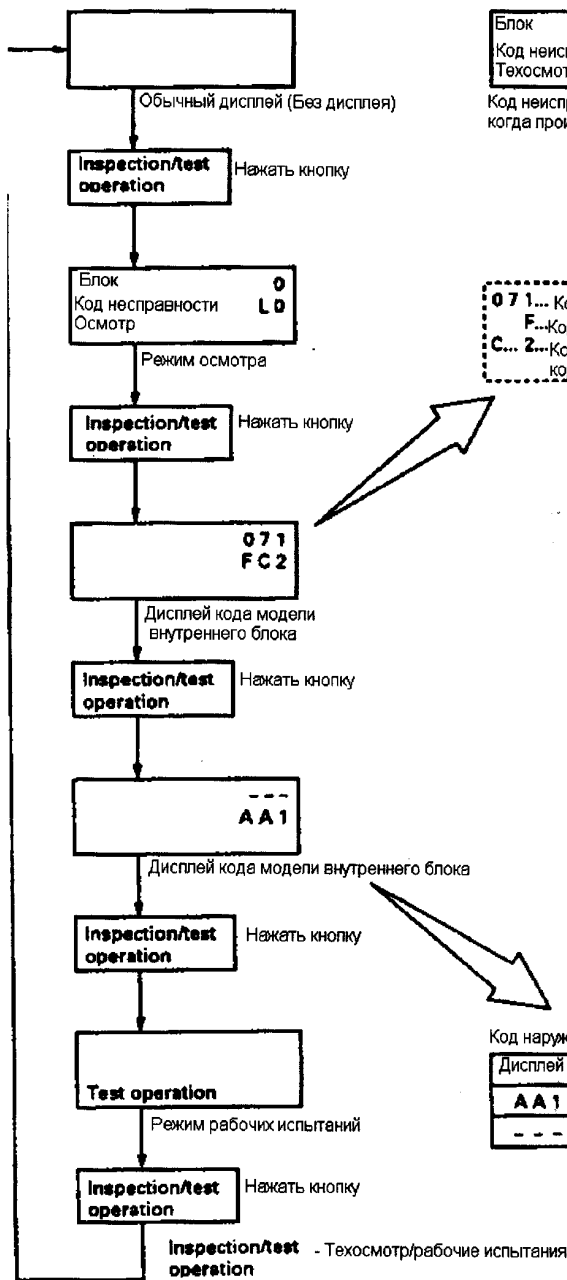 Обычный дисплей (Без дисплея)
Inspection/test
operation
Нажать кнопку
Блок 0
Код несправности L0
Осмотр
Режим осмотра
Inspection/test
operation
Нажать кнопку
0 7 1
F C 2
Дисплей кода модели
внутреннего блока
Inspection/test
operation
Нажать кнопку
- - -
A A 1
Дисплей кода модели внутреннего блока
Inspection/test
operation
Нажать кнопку
Test operation
Режим рабочих испытаний
Inspection/test
operation
Нажать кнопку
Inspection/test - Техосмотр/рабочие испытания
operation
Блок
Код неис
Техосмот
Код неиспр
когда прои
0 7 1... Ко
F...Ко
C... 2...Ко
ко
Код наруж
Дисплей
A A 1
- - -